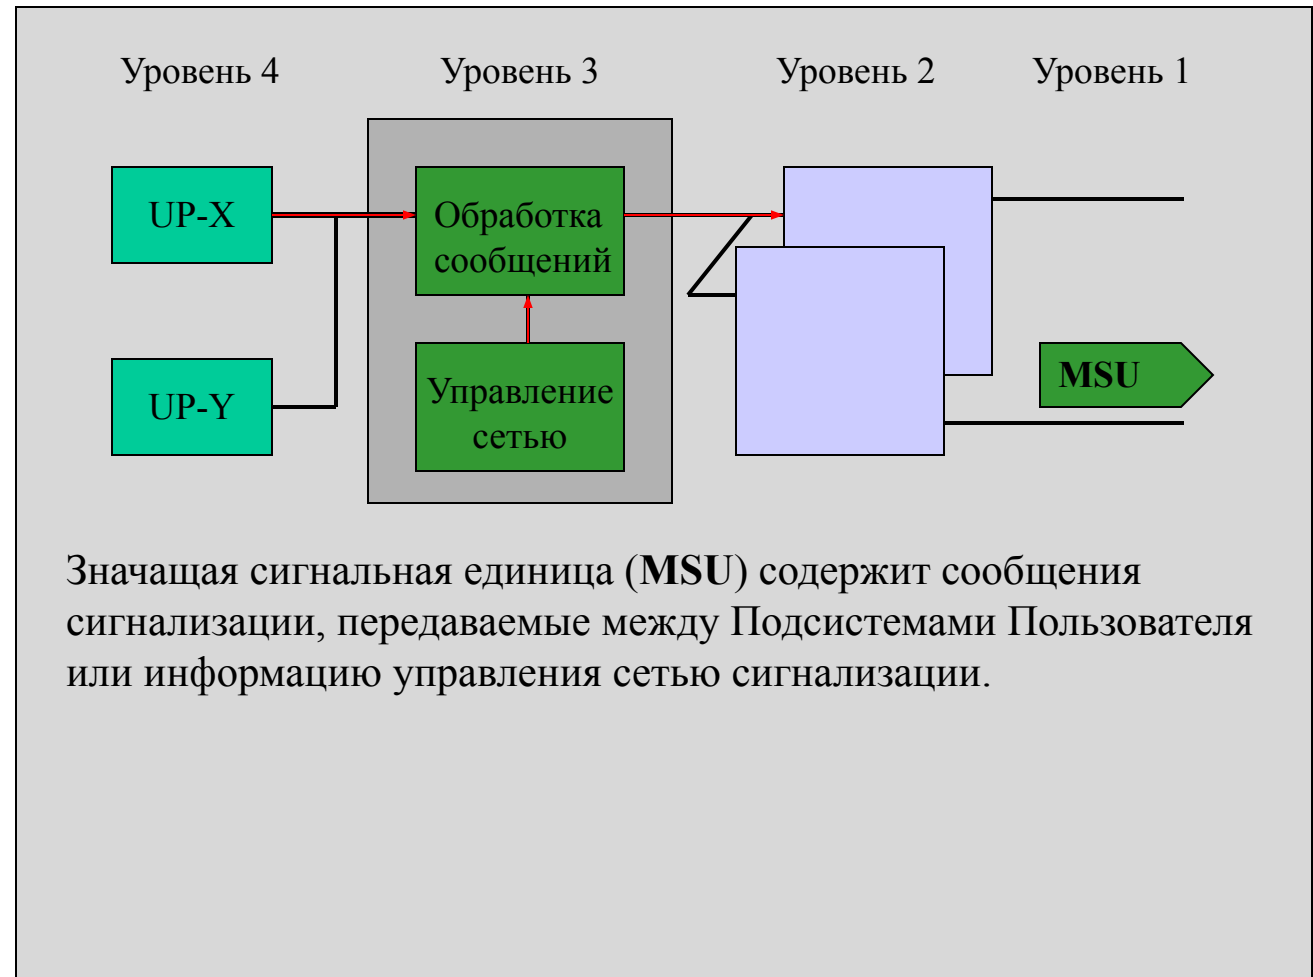 Уровень 4 Уровень 3 Уровень 2 Уровень 1
UP-X
Обработка
сообщений
UP-Y
Управление
сетью
MSU
Значащая сигнальная единица (MSU) содержит сообщения
сигнализации, передаваемые между Подсистемами Пользователя
или информацию управления сетью сигнализации.